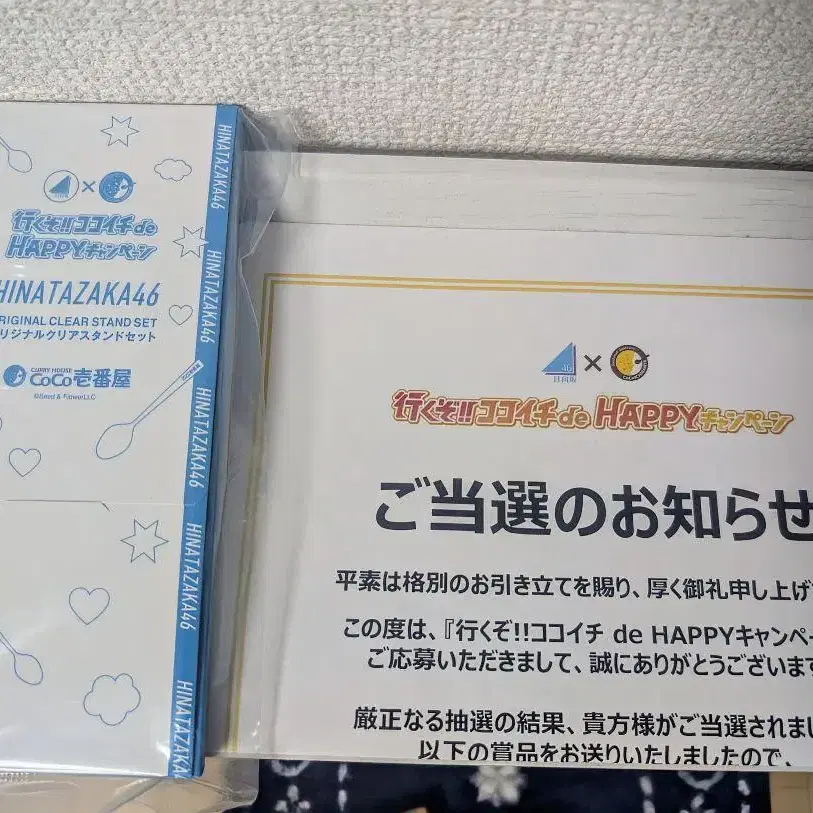 行くぞ!!ココイチ de
HAPPYキャンペーン
HINATAZAKA46
RIGINAL CLEAR STAND SET
リジナルクリアスタンドセット
CURRY HOUSE
CoCo壱番屋
©Seed & FlowerLLC
HINATAZAKA46
HINATAZAKA46
HINATAZAKA46
HINATAZAKA46
HINATAZAKA46
46
日向坂
行くぞ!!ココイチ de HAPPYキャンペーン
ご当選のお知らせ
平素は格別のお引き立てを賜り、厚く御礼申し上げ
この度は、『行くぞ!!ココイチ de HAPPYキャンペー
ご応募いただきまして、誠にありがとうございます
厳正なる抽選の結果、貴方様がご当選されまし
以下の賞品をお送りいたしましたので、